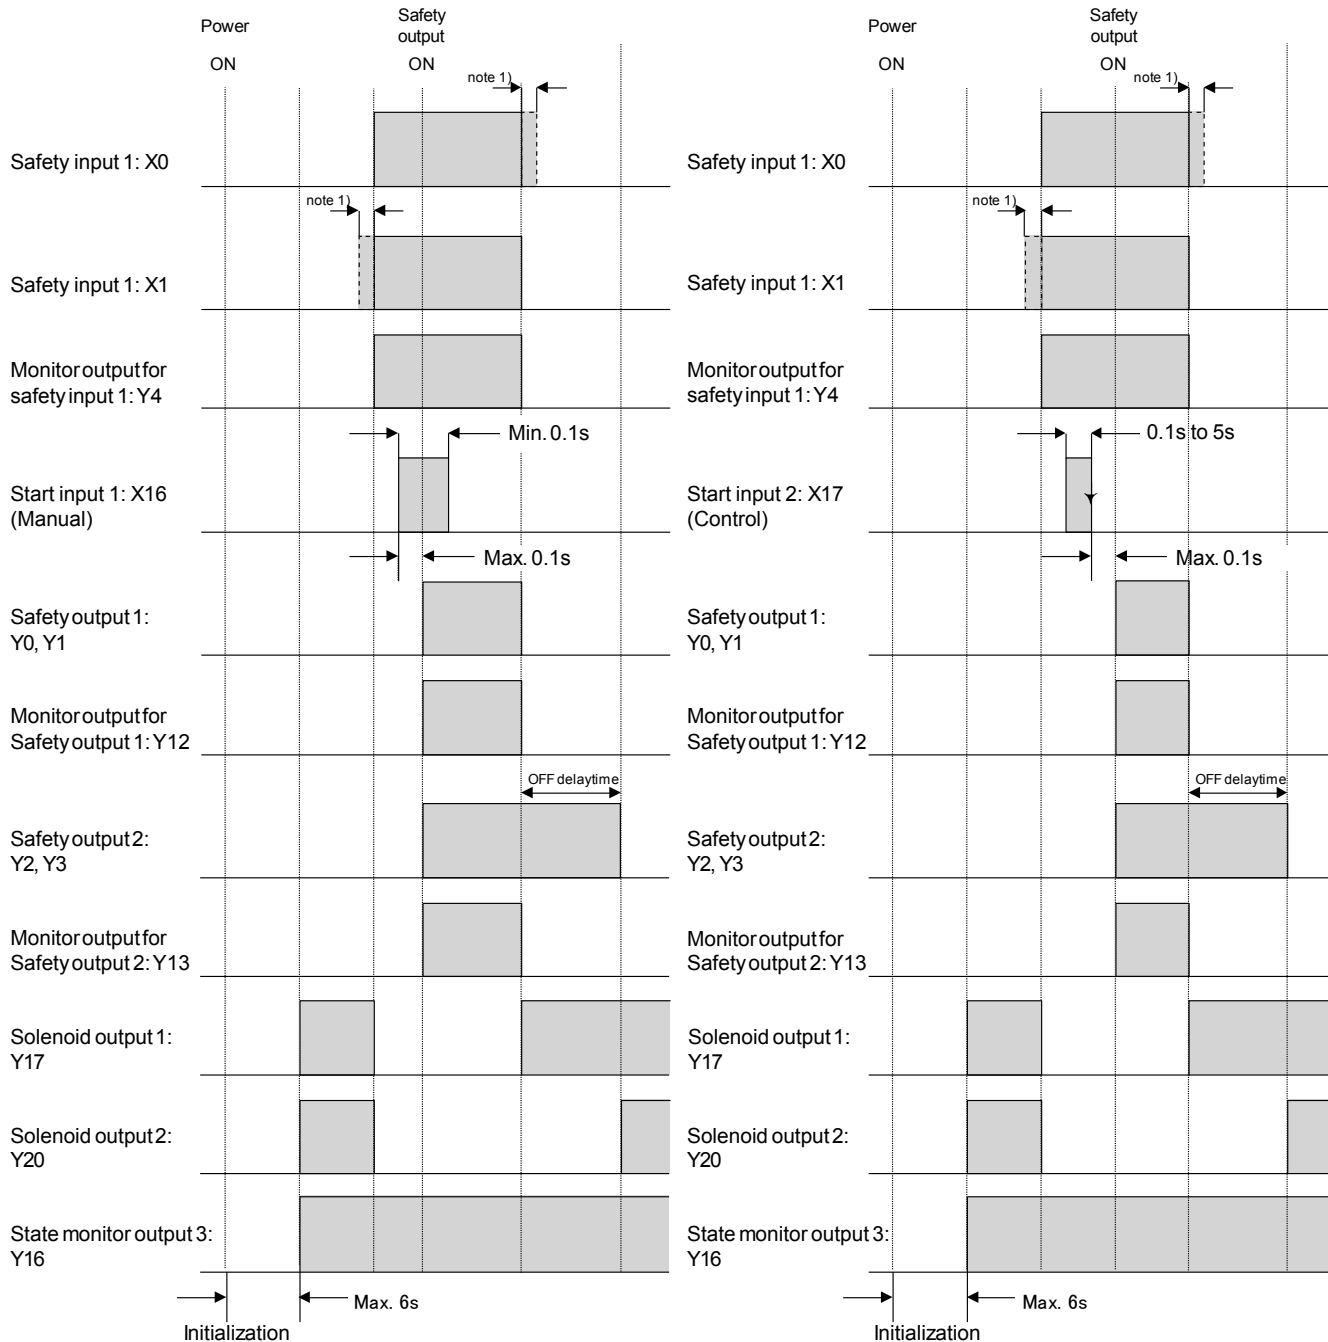 Power
Safety
output
ON
ON
note 1)
Safety input 1: X0
note 1)
Safety input 1: X1
Monitor output for
safety input 1: Y4
Min. 0.1s
Start input 1: X16
(Manual)
Max. 0.1s
Safety output 1:
Y0, Y1
Monitor output for
Safety output 1: Y12
OFF delay time
Safety output 2:
Y2, Y3
Monitor output for
Safety output 2: Y13
Solenoid output 1:
Y17
Solenoid output 2:
Y20
State monitor output 3:
Y16
Max. 6s
Initialization
Power
Safety
output
ON
ON
note 1)
Safety input 1: X0
note 1)
Safety input 1: X1
Monitor output for
safety input 1: Y4
0.1s to 5s
Start input 2: X17
(Control)
Max. 0.1s
Safety output 1:
Y0, Y1
Monitor output for
Safety output 1: Y12
OFF delay time
Safety output 2:
Y2, Y3
Monitor output for
Safety output 2: Y13
Solenoid output 1:
Y17
Solenoid output 2:
Y20
State monitor output 3:
Y16
Max. 6s
Initialization